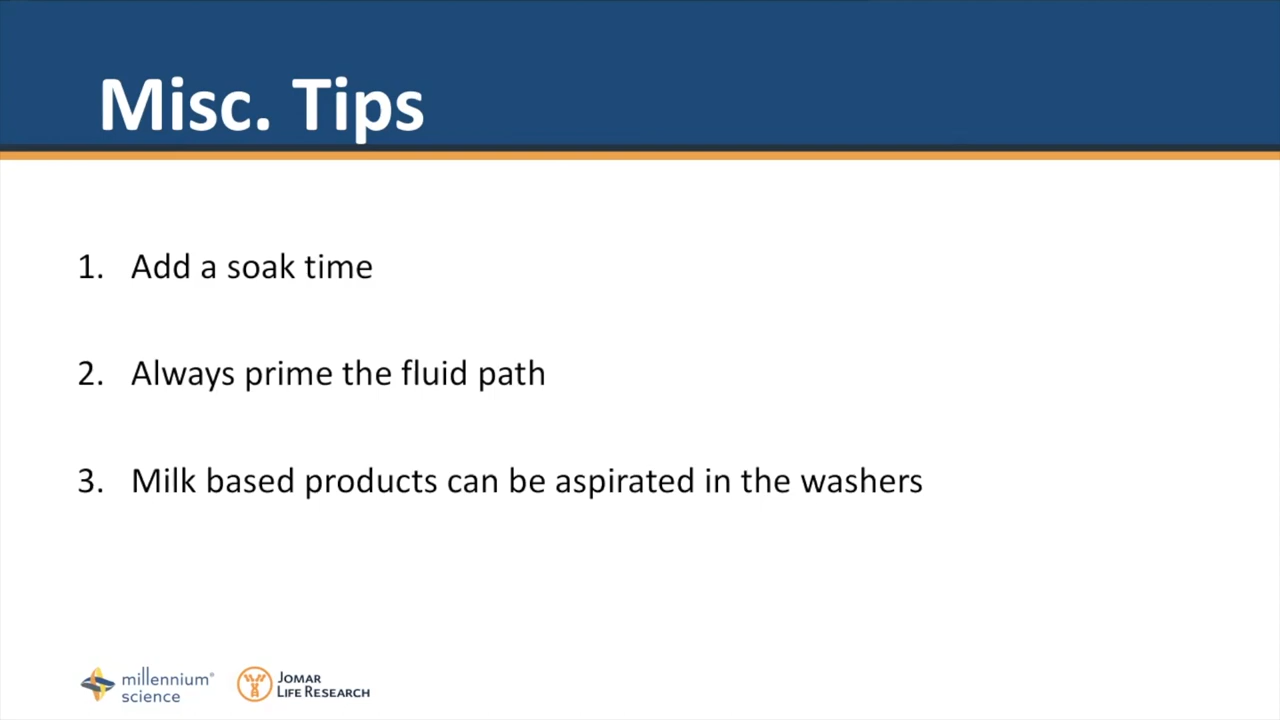 Misc. Tips
1. Add a soak time
2. Always prime the fluid path
3. Milk based products can be aspirated in the washers
millennium®
science
JOMAR
LIFE RESEARCH